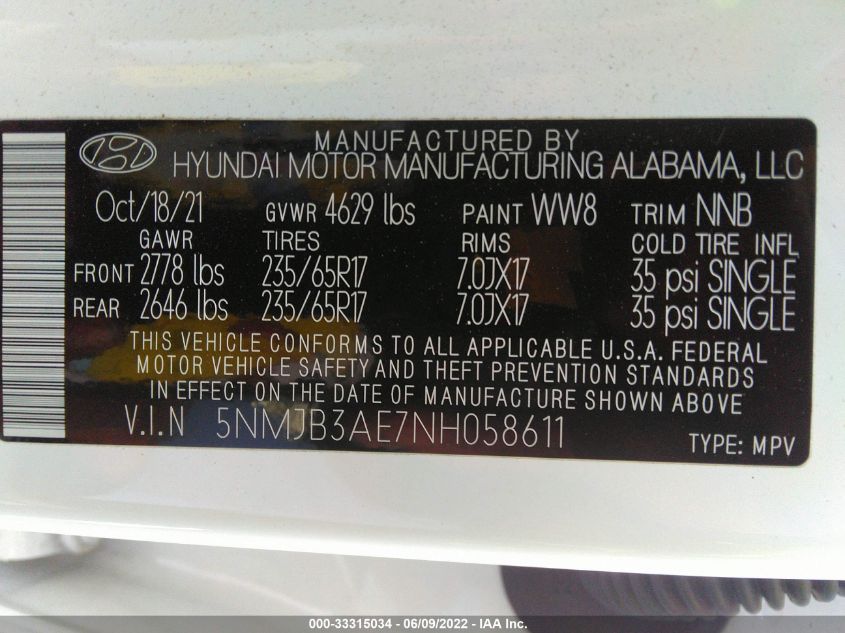 MANUFACTURED BY
HYUNDAI MOTOR MANUFACTURING ALABAMA, LLC
Oct/18/21 GVWR 4629 lbs PAINT WW8 TRIM NNB
GAWR TIRES RIMS COLD TIRE INFL
FRONT 2778 lbs 235/65R17 7.0JX17 35 psi SINGLE
REAR 2646 lbs 235/65R17 7.0JX17 35 psi SINGLE
THIS VEHICLE CONFORMS TO ALL APPLICABLE U.S.A. FEDERAL
MOTOR VEHICLE SAFETY AND THEFT PREVENTION STANDARDS
IN EFFECT ON THE DATE OF MANUFACTURE SHOWN ABOVE
V.I.N 5NMJB3AE7NH058611 TYPE: MPV
000-33315034 - 06/09/2022 - IAA Inc.